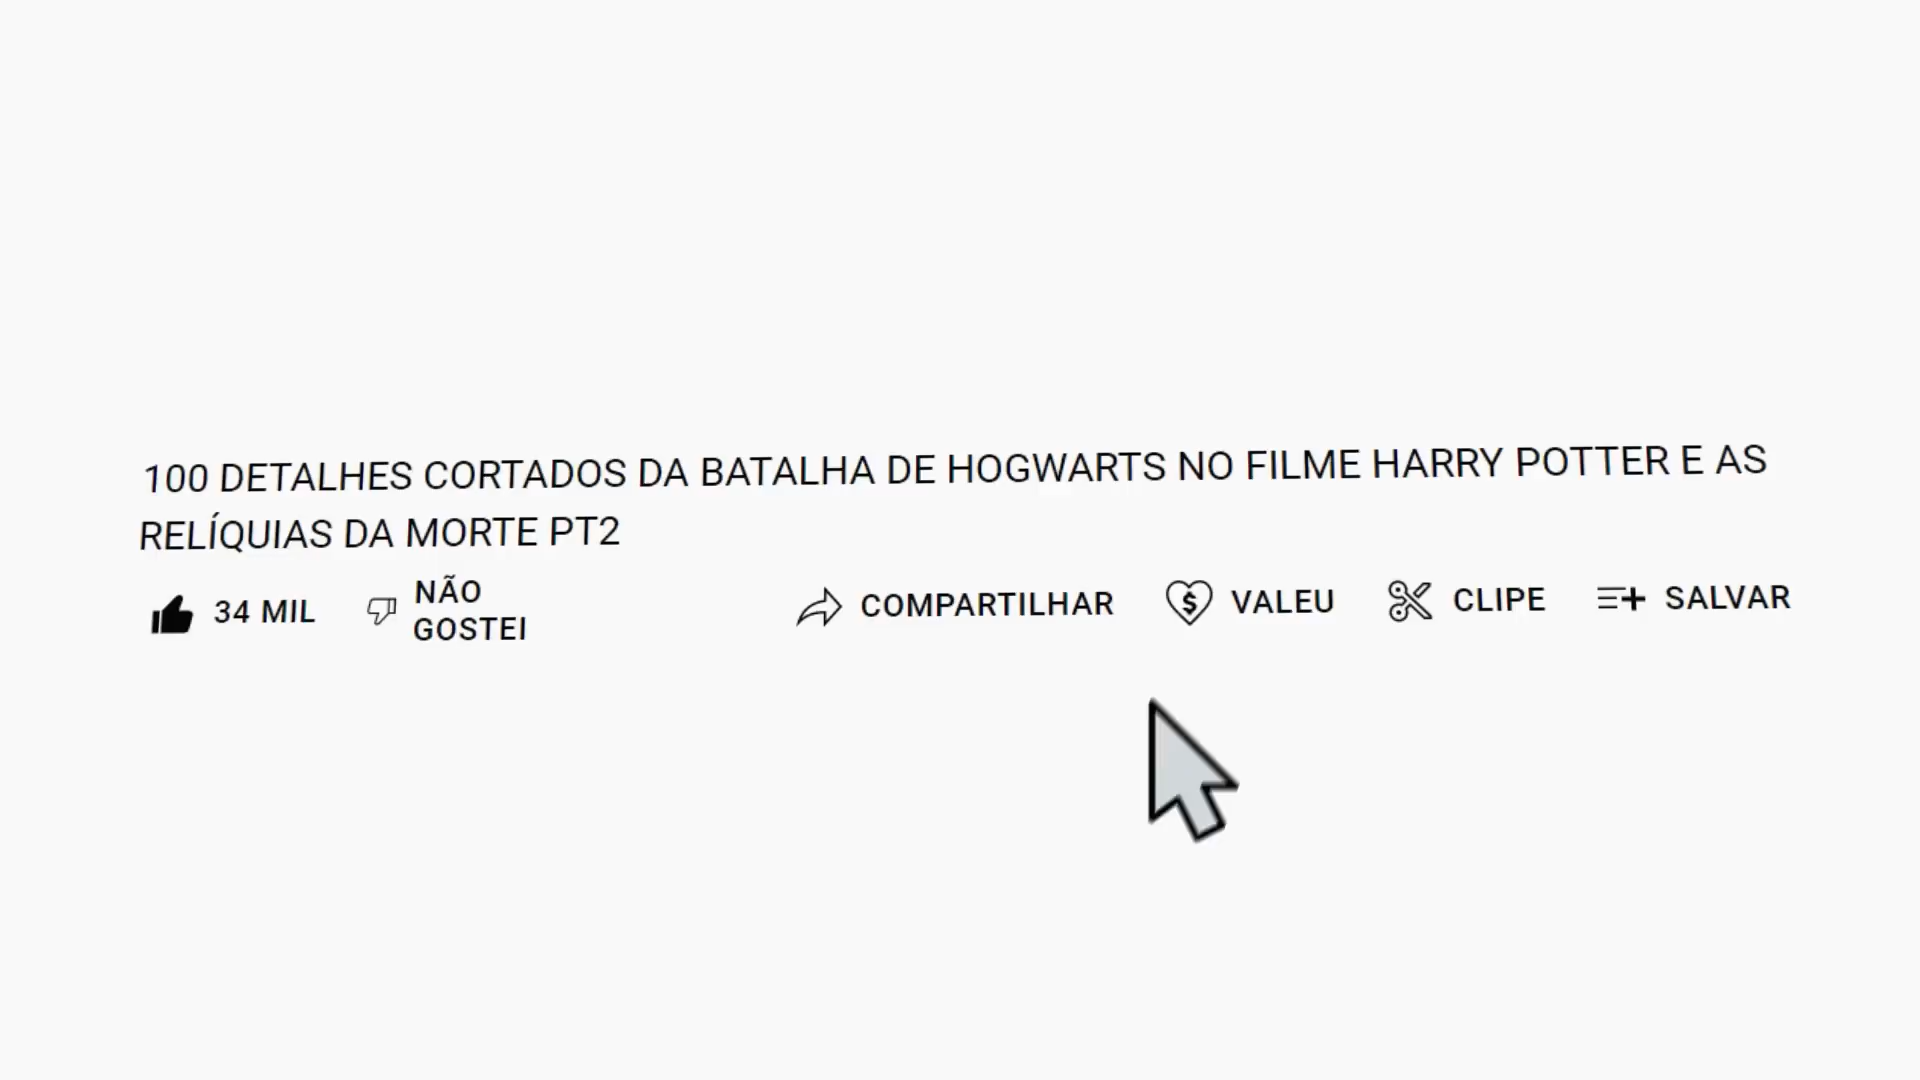 100 DETALHES CORTADOS DA BATALHA DE HOGWARTS NO FILME HARRY POTTER E AS
RELÍQUIAS DA MORTE PT2
34 MIL
NÃO
GOSTEI
COMPARTILHAR
VALEU
CLIPE
SALVAR